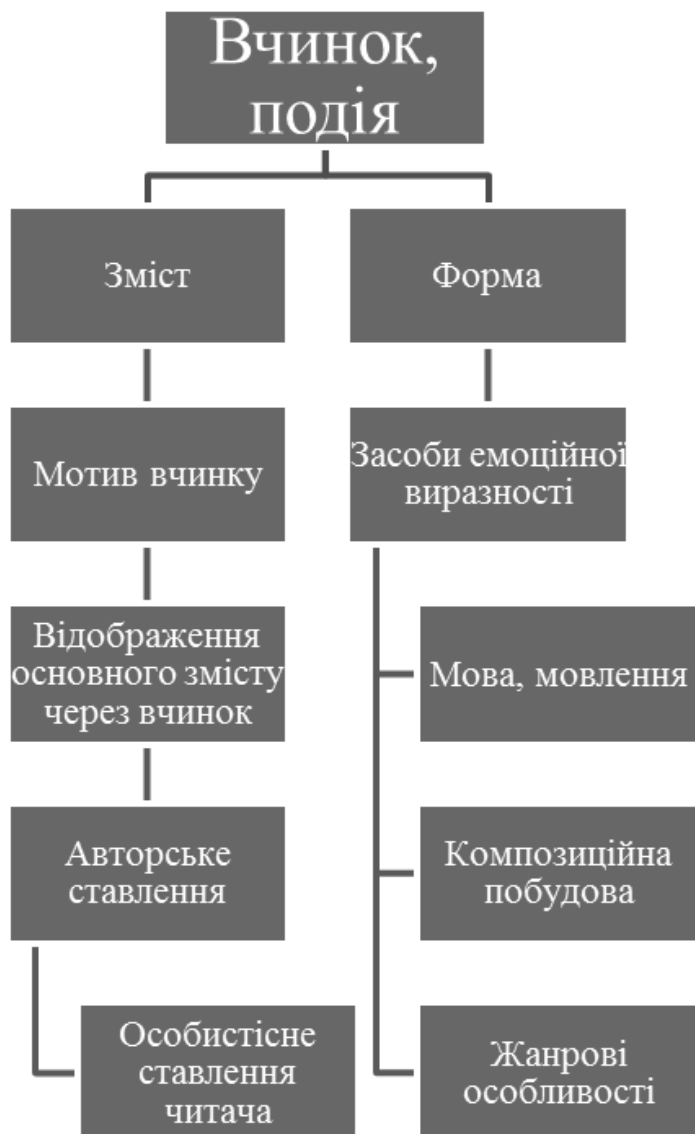 Вчинок,
подія
Зміст
Форма
Мотив вчинку
Засоби емоційної
виразності
Відображення
основного змісту
через вчинок
Мова, мовлення
Авторське
ставлення
Композиційна
побудова
Особистісне
ставлення
читача
Жанрові
особливості